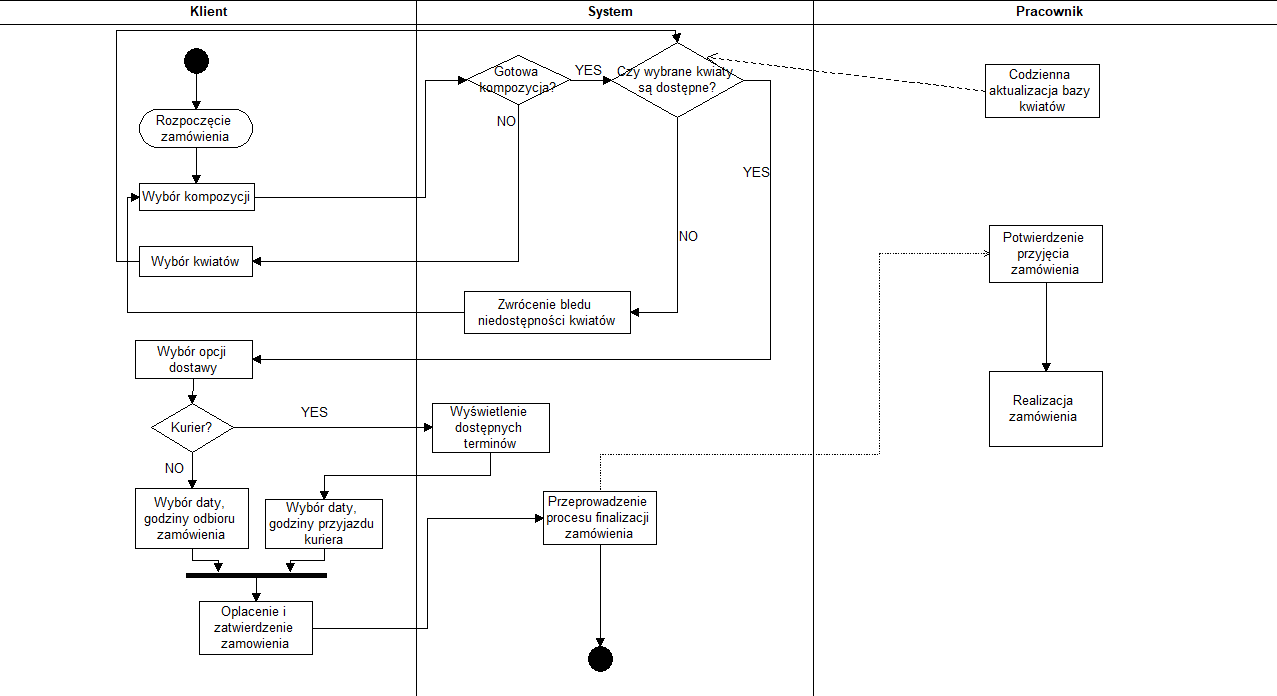 Klient
System
Pracownik
Rozpoczęcie
zamówienia
Wybór kompozycji
Wybór kwiatów
Gotowa
kompozycja?
YES
NO
Czy wybrane kwiaty
są dostępne?
YES
NO
Codzienna
aktualizacja bazy
kwiatów
Zwrócenie bledu
niedostępności kwiatów
Potwierdzenie
przyjęcia
zamówienia
Realizacja
zamówienia
Wybór opcji
dostawy
Kurier?
YES
NO
Wyświetlenie
dostępnych
terminów
Wybór daty,
godziny odbioru
zamówienia
Wybór daty,
godziny przyjazdu
kuriera
Przeprowadzenie
procesu finalizacji
zamówienia
Oplacenie i
zatwierdzenie
zamowienia